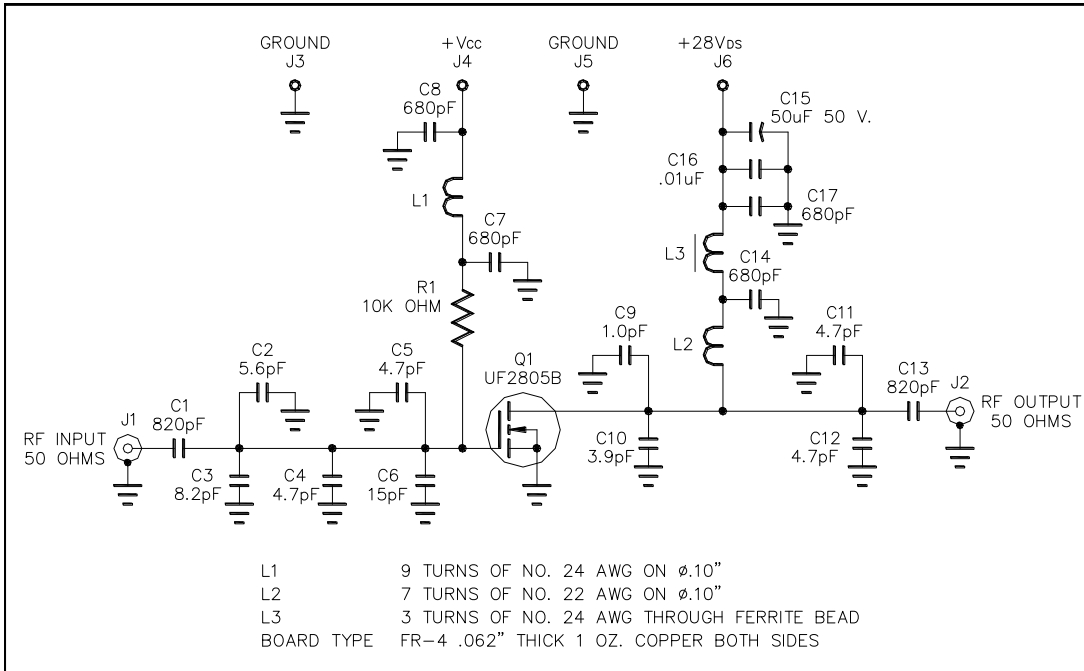 GROUND
J3
+Vcc
J4
GROUND
J5
+28VDS
J6
C8
680pF
C15
50uF 50 V.
C16
.01uF
C17
680pF
L1
C7
680pF
L3
C14
680pF
R1
10K OHM
C9
1.0pF
L2
C11
4.7pF
C2
5.6pF
C5
4.7pF
Q1
UF2805B
C13
820pF
J2
RF OUTPUT
50 OHMS
J1
C1
820pF
RF INPUT
50 OHMS
C3
8.2pF
C4
4.7pF
C6
15pF
C10
3.9pF
C12
4.7pF
L1 9 TURNS OF NO. 24 AWG ON Ø.10"
L2 7 TURNS OF NO. 22 AWG ON Ø.10"
L3 3 TURNS OF NO. 24 AWG THROUGH FERRITE BEAD
BOARD TYPE FR-4 .062" THICK 1 OZ. COPPER BOTH SIDES